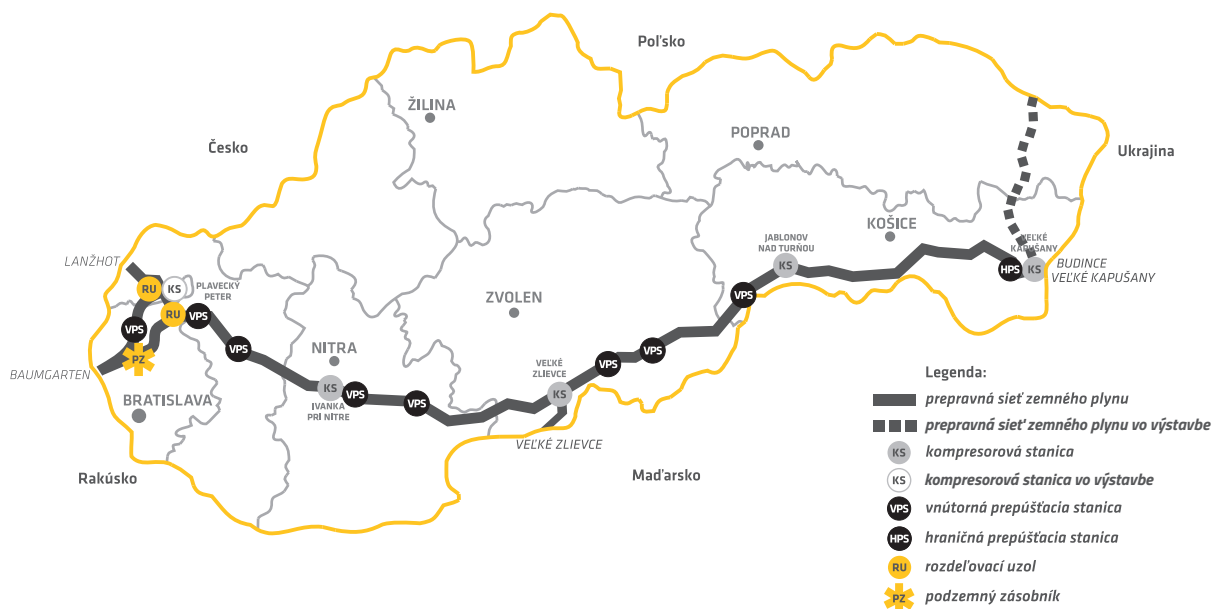 Poľsko
ŽILINA
POPRAD
Česko
Ukrajina
KOŠICE
JABLONOV
NAD TURŇOU
VEĽKÉ
KAPUŠANY
KS
HPS
KS
BUDINCE
VEĽKÉ KAPUŠANY
LANŽHOT
RU
KS
PLAVECKÝ
PETER
RU
VPS
VPS
VPS
ZVOLEN
VPS
PZ
BAUMGARTEN
NITRA
VPS
VPS
VEĽKÉ
ZLIEVCE
KS
VPS
KS
VPS
BRATISLAVA
IVANKA
PRI NITRE
VEĽKÉ ZLIEVCE
Rakúsko
Maďarsko
Legenda:
prepravná sieť zemného plynu
prepravná sieť zemného plynu vo výstavbe
KS kompresorová stanica
KS kompresorová stanica vo výstavbe
VPS vnútorná prepúšťacia stanica
HPS hraničná prepúšťacia stanica
RU rozdeľovací uzol
PZ podzemný zásobník